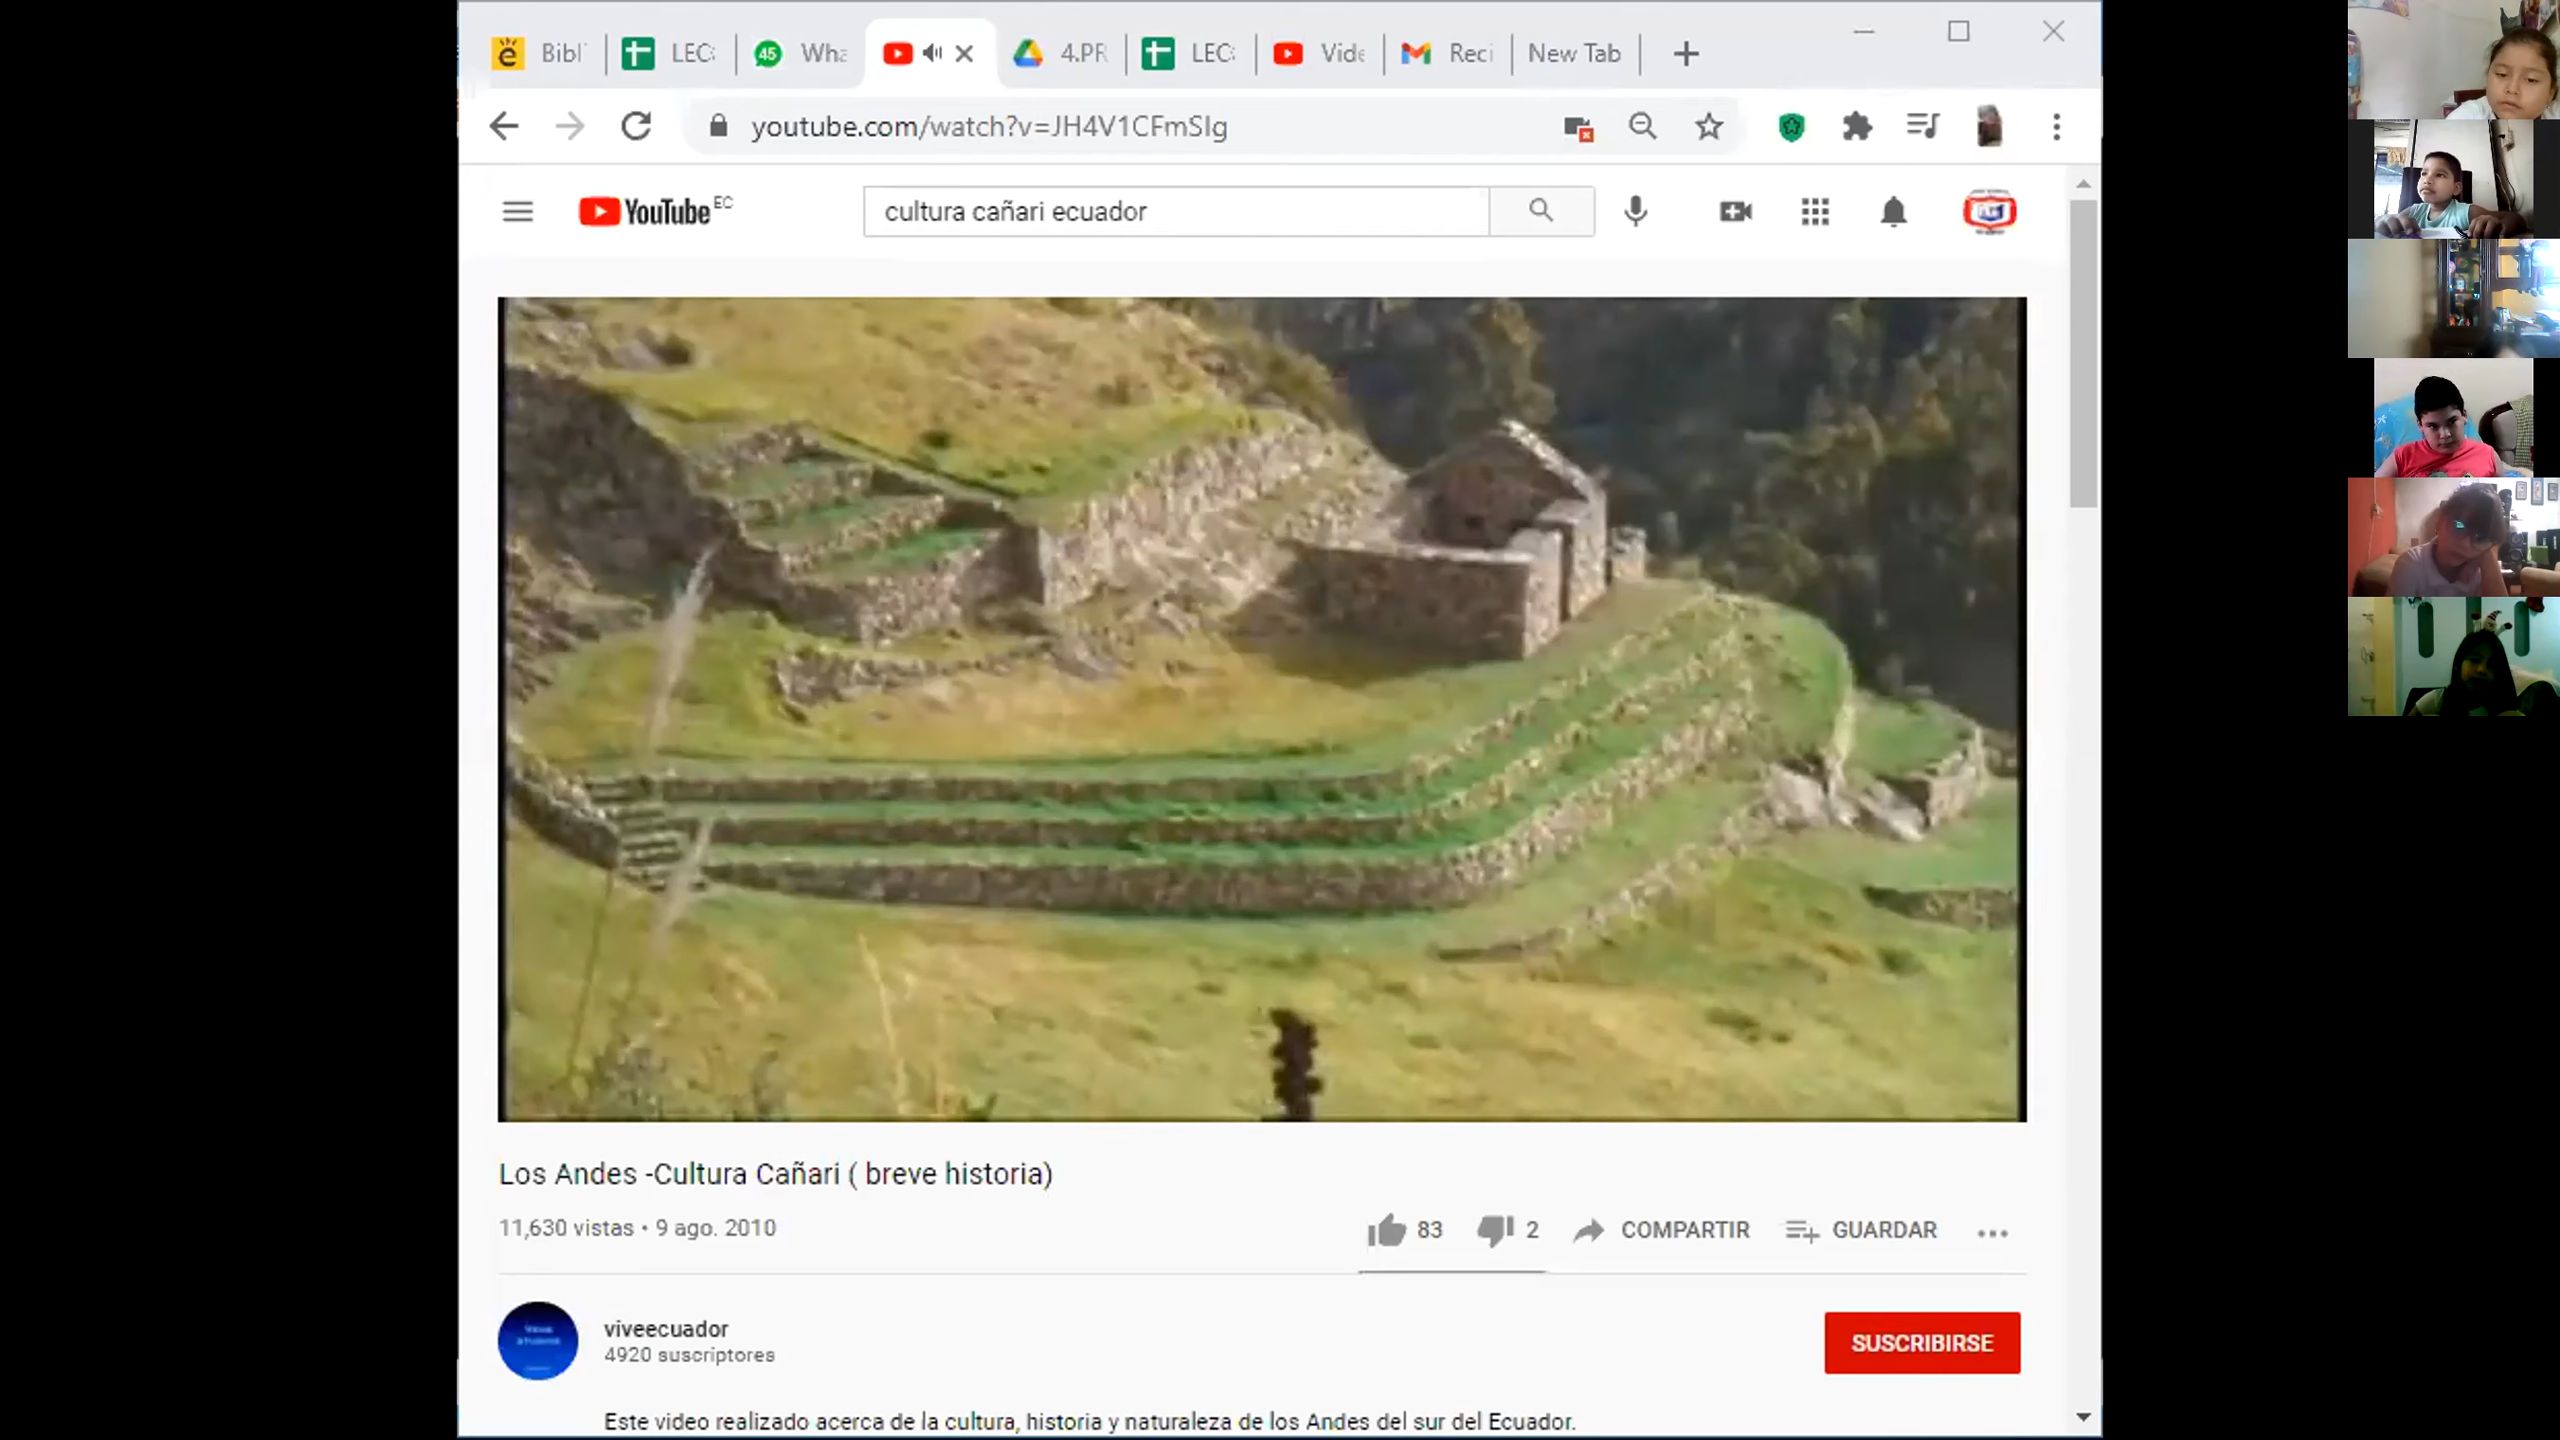 Bibl
LEC
45
Wha
4.PR
LEC
Vide
Reci
New Tab
youtube.com/watch?v=JH4V1CFmSIg
YouTube EC
cultura cañari ecuador
Los Andes -Cultura Cañari ( breve historia)
11,630 vistas • 9 ago. 2010
83
2
COMPARTIR
GUARDAR
viveecuador
4920 suscriptores
SUSCRIBIRSE
Este video realizado acerca de la cultura, historia y naturaleza de los Andes del sur del Ecuador.